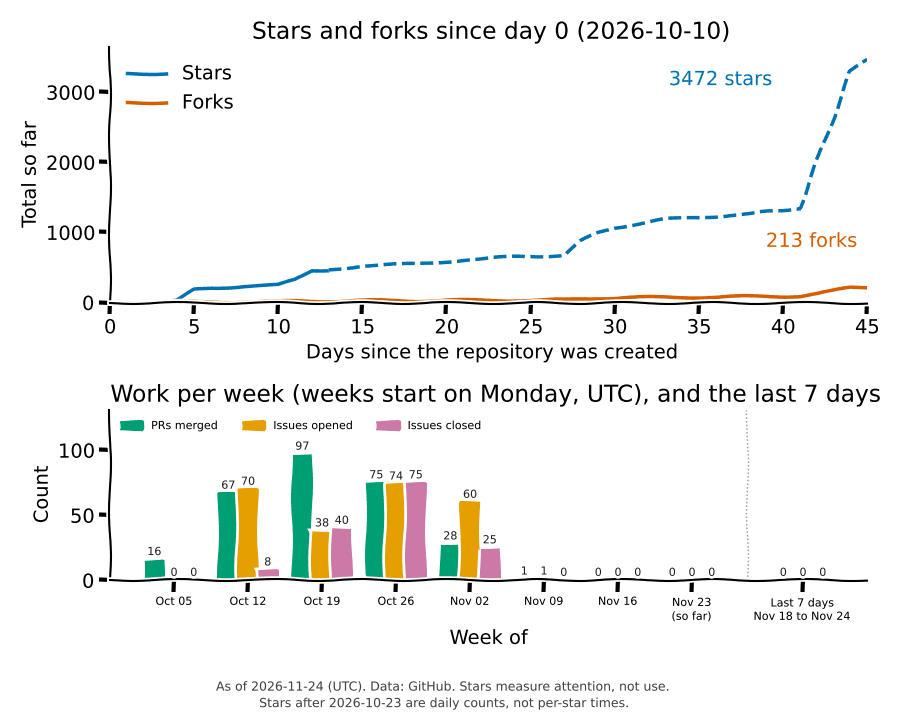 Stars and forks since day 0 (2026-10-10)
Total so far
3000
2000
1000
0
Stars
Forks
3472 stars
213 forks
0 5 10 15 20 25 30 35 40 45
Days since the repository was created
Work per week (weeks start on Monday, UTC), and the last 7 days
Count
100
50
0
PRs merged Issues opened Issues closed
16 0 0
67 70 8
97 38 40
75 74 75
28 60 25
1 1 0
0 0 0
0 0 0
0 0 0
Oct 05 Oct 12 Oct 19 Oct 26 Nov 02 Nov 09 Nov 16 Nov 23 Last 7 days
(so far) Nov 18 to Nov 24
Week of
As of 2026-11-24 (UTC). Data: GitHub. Stars measure attention, not use.
Stars after 2026-10-23 are daily counts, not per-star times.